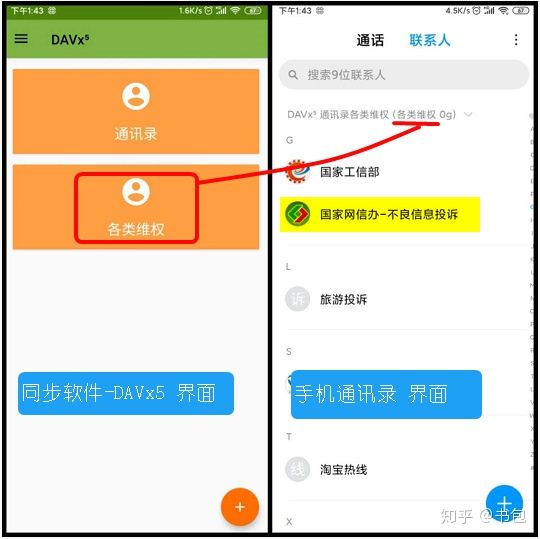 下午1:43
1.6K/s
67
DAVx⁵
通讯录
各类维权
同步软件-DAVx5 界面
下午1:43
4.5K/s
67
通话
联系人
搜索9位联系人
DAVx⁵ 通讯录各类维权 (各类维权 0g)
G
国家工信部
国家网信办-不良信息投诉
L
诉
旅游投诉
S
手机通讯录 界面
T
线
淘宝热线
X
知乎 @书包